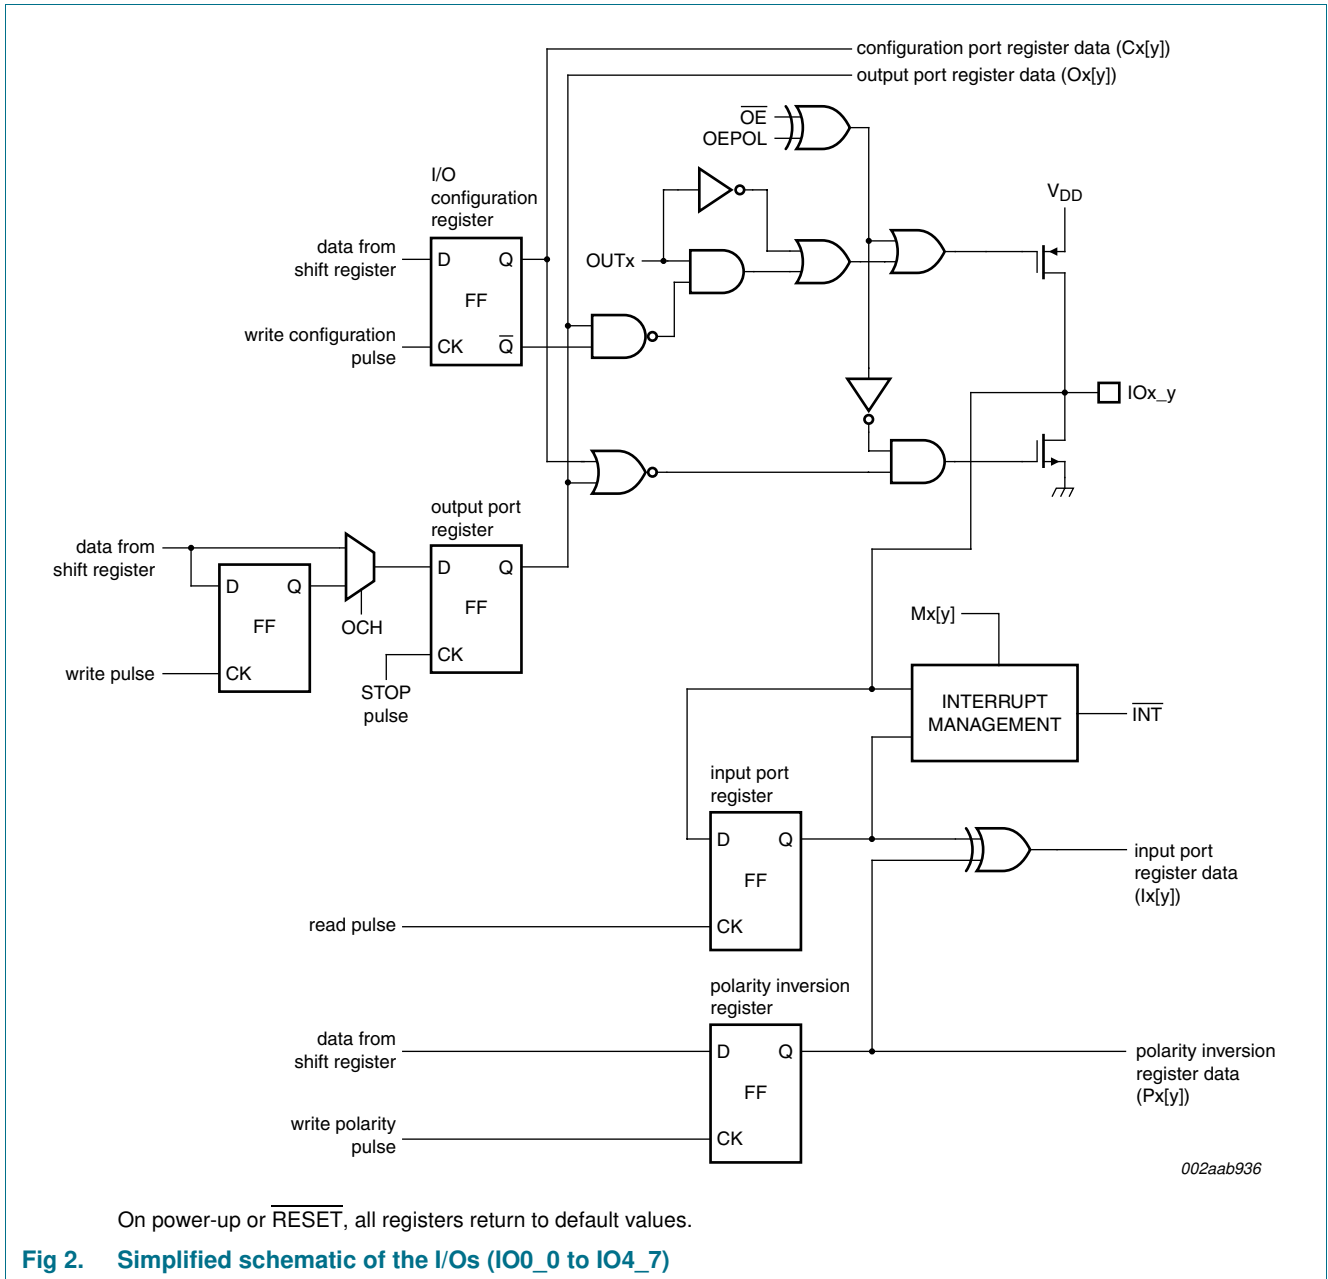 configuration port register data (Cx[y])
output port register data (Ox[y])
OE
OEPOL
I/O
configuration
register
VDD
data from
shift register
D
Q
FF
OUTx
write configuration
pulse
CK
Q
IOx_y
output port
register
data from
shift register
D
Q
FF
OCH
D
Q
FF
CK
write pulse
CK
STOP
pulse
Mx[y]
INTERRUPT
MANAGEMENT
INT
input port
register
D
Q
FF
input port
register data
(Ix[y])
read pulse
CK
polarity inversion
register
data from
shift register
D
Q
FF
polarity inversion
register data
(Px[y])
write polarity
pulse
CK
002aab936
On power-up or RESET, all registers return to default values.
Fig 2. Simplified schematic of the I/Os (IO0_0 to IO4_7)